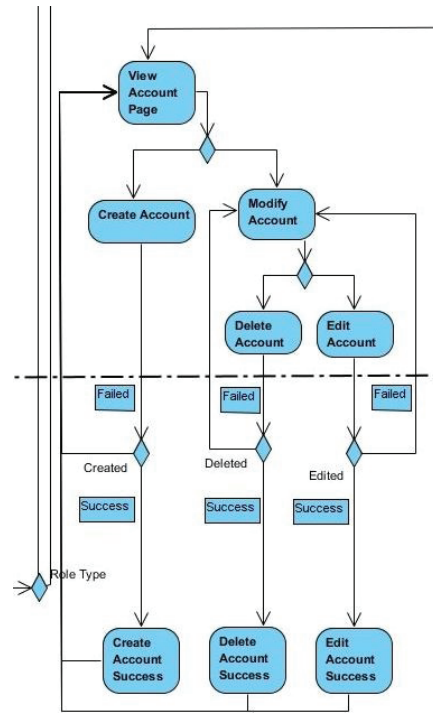 View
Account
Page
Create Account
Modify
Account
Delete
Account
Edit
Account
Failed
Failed
Failed
Created
Deleted
Edited
Success
Success
Success
Role Type
Create
Account
Success
Delete
Account
Success
Edit
Account
Success